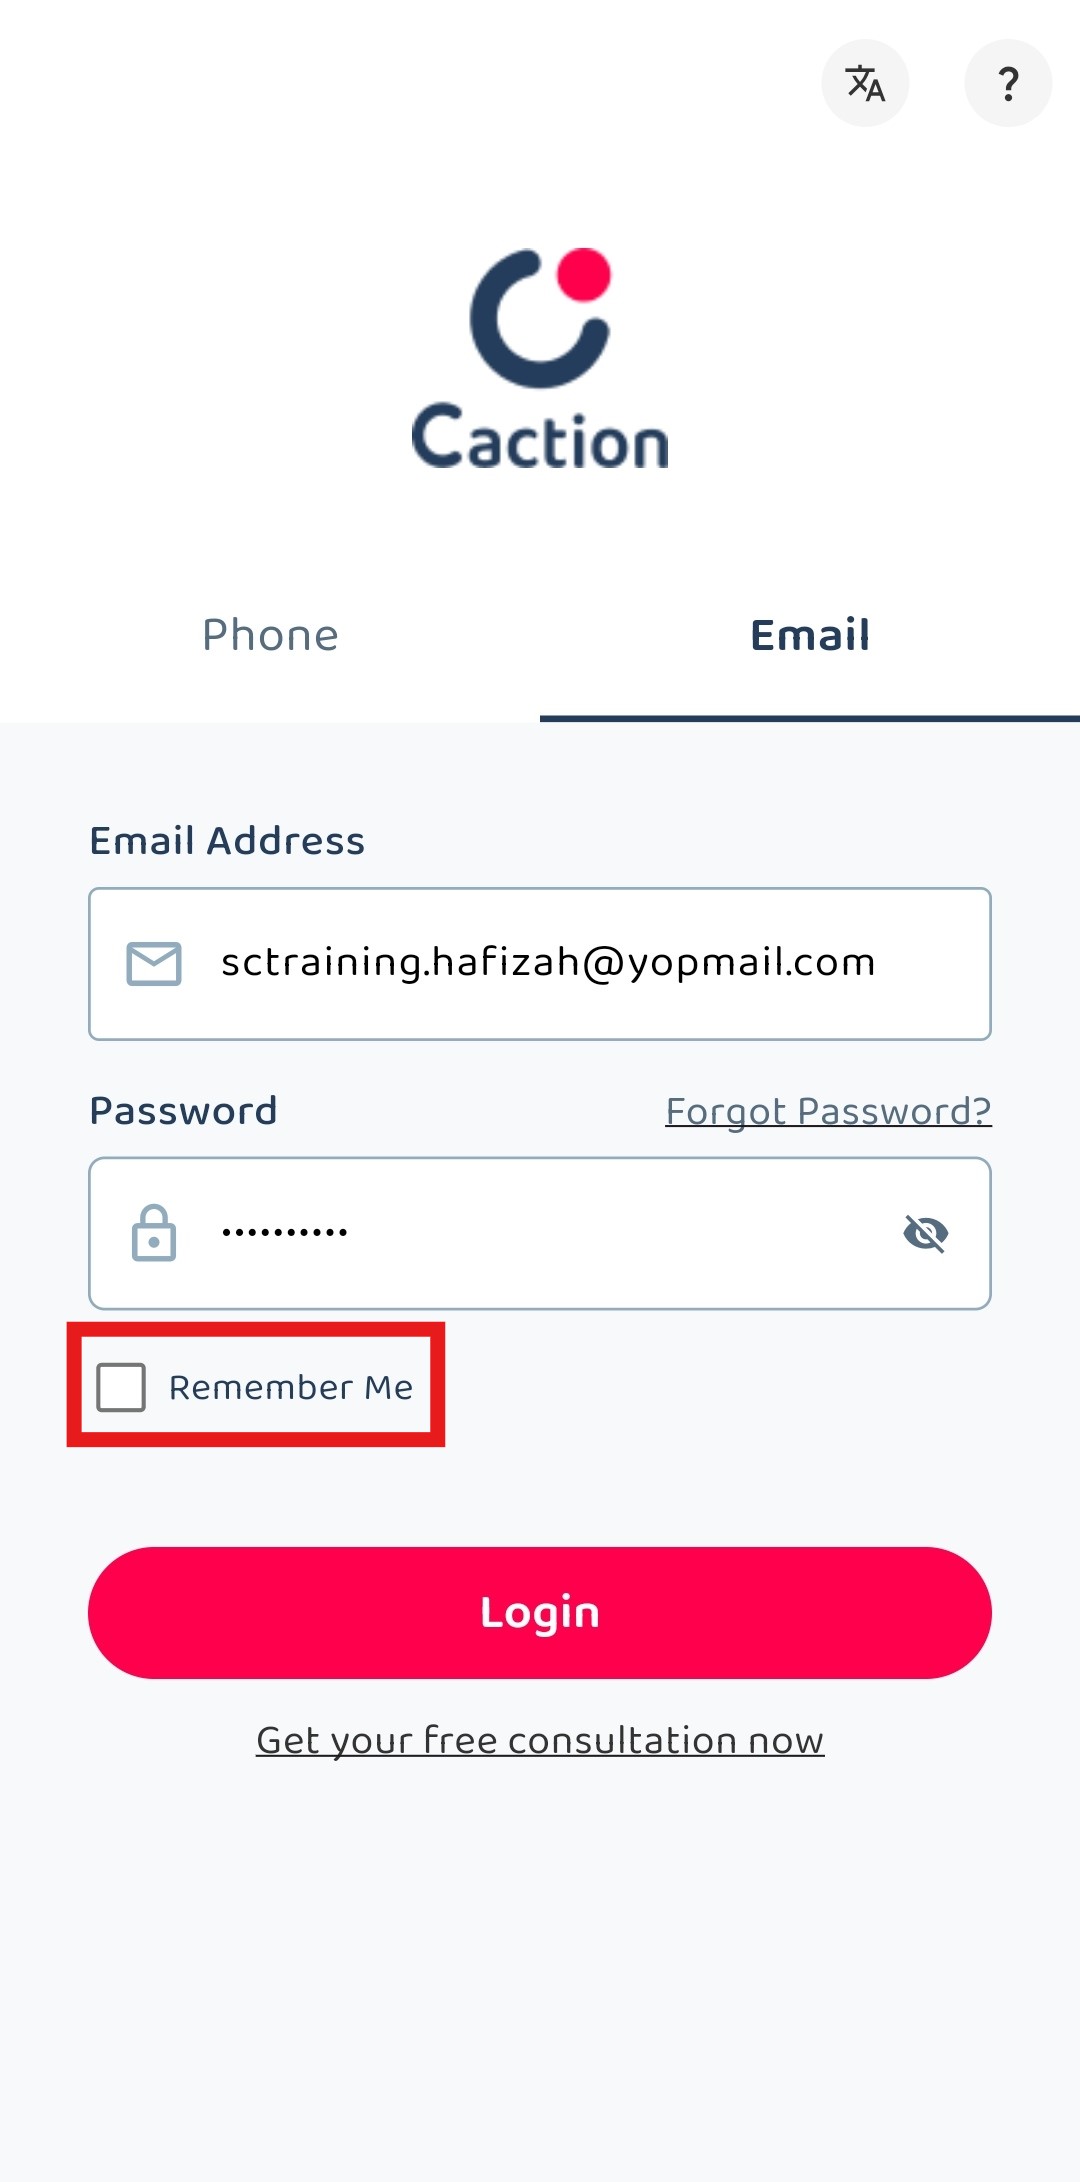 ?
Caction
Phone
Email
Email Address
sctraining.hafizah@yopmail.com
Password
Forgot Password?
••••••••••
Remember Me
Login
Get your free consultation now